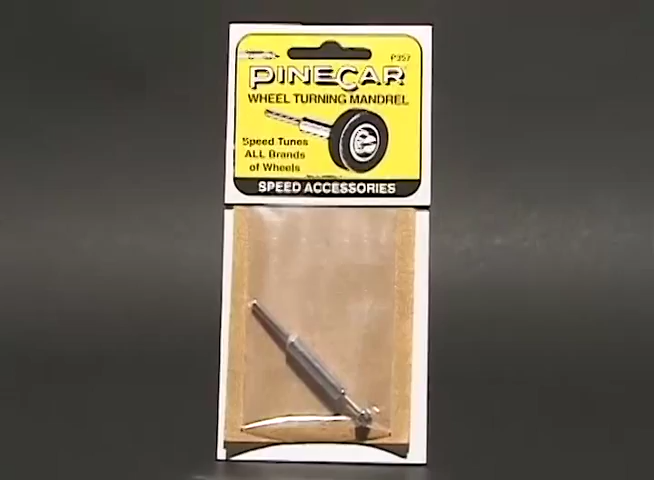 P357
PINECAR
WHEEL TURNING MANDREL
Speed Tunes
ALL Brands
of Wheels
SPEED ACCESSORIES